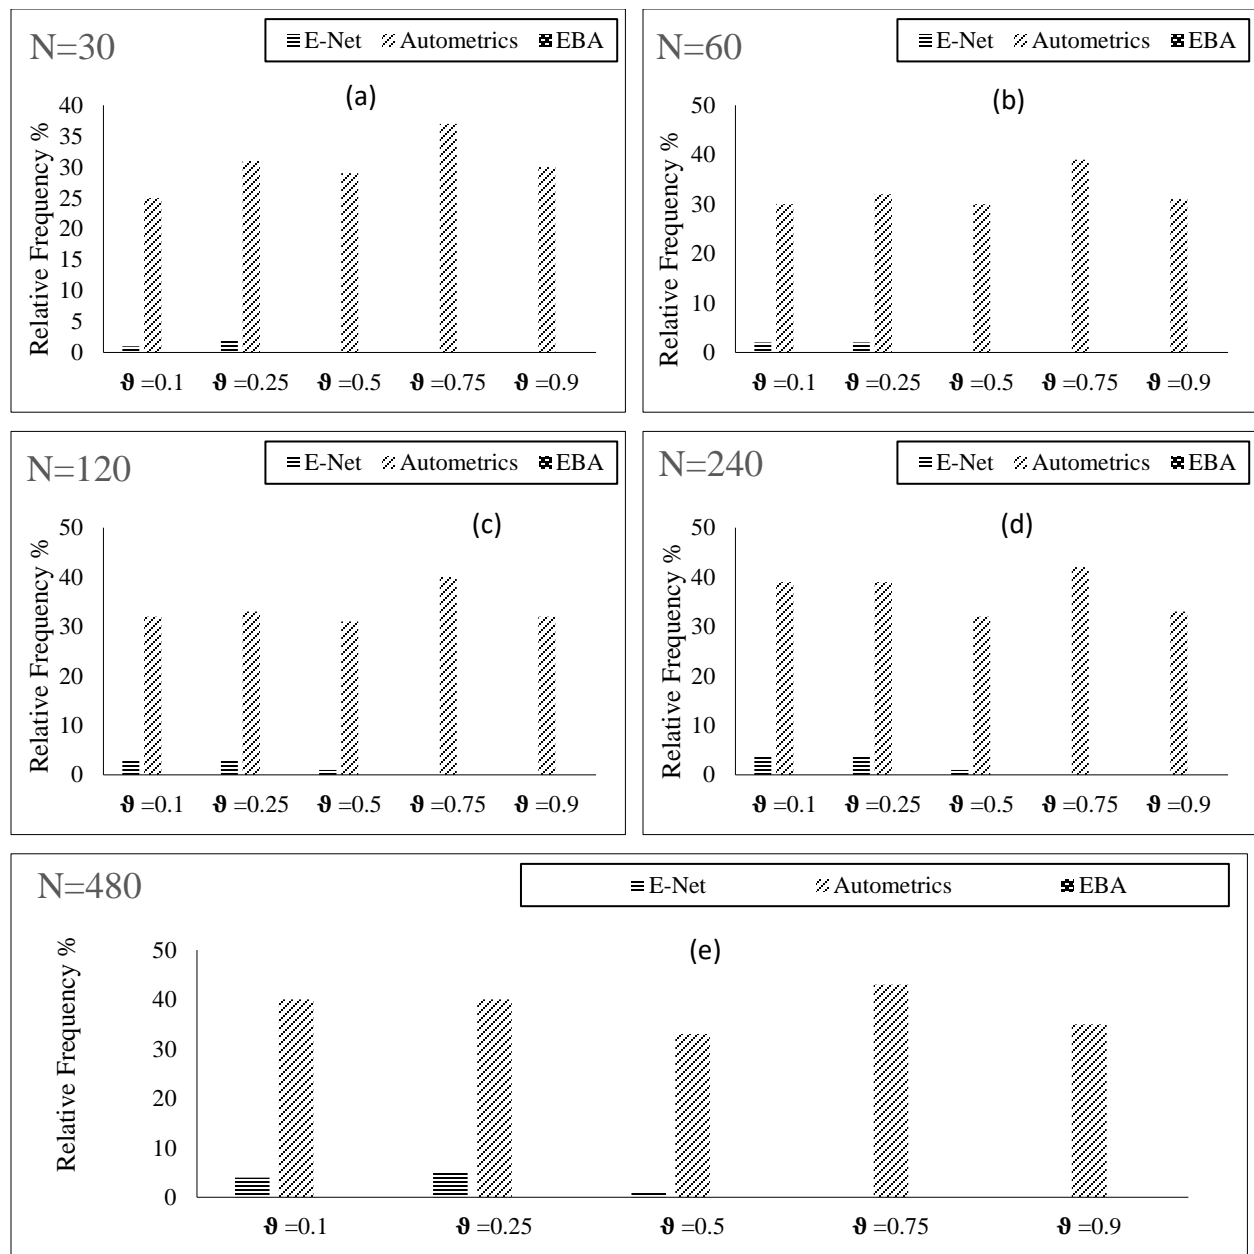 N=30
E-Net Autometrics EBA
(a)
Relative Frequency %
40
35
30
25
20
15
10
5
0
ϑ =0.1 ϑ =0.25 ϑ =0.5 ϑ =0.75 ϑ =0.9
N=60
E-Net Autometrics EBA
(b)
Relative Frequency %
50
40
30
20
10
0
ϑ =0.1 ϑ =0.25 ϑ =0.5 ϑ =0.75 ϑ =0.9
N=120
E-Net Autometrics EBA
(c)
Relative Frequency %
50
40
30
20
10
0
ϑ =0.1 ϑ =0.25 ϑ =0.5 ϑ =0.75 ϑ =0.9
N=240
E-Net Autometrics EBA
(d)
Relative Frequency %
50
40
30
20
10
0
ϑ =0.1 ϑ =0.25 ϑ =0.5 ϑ =0.75 ϑ =0.9
N=480
E-Net Autometrics EBA
(e)
Relative Frequency %
50
40
30
20
10
0
ϑ =0.1 ϑ =0.25 ϑ =0.5 ϑ =0.75 ϑ =0.9